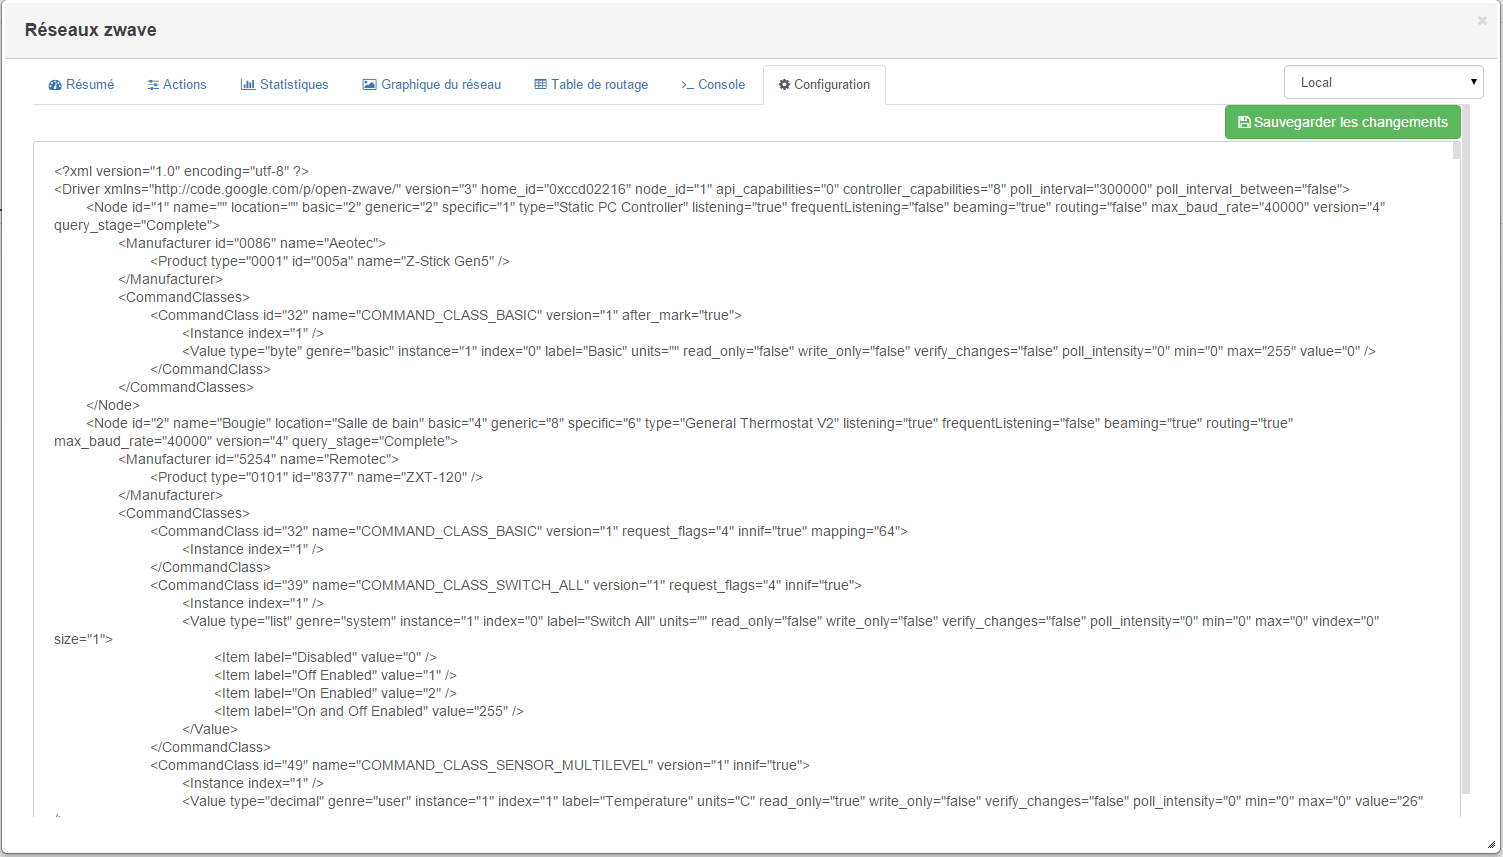 Réseaux zwave
×
Résumé Actions Statistiques Graphique du réseau Table de routage Console Configuration Local
Sauvegarder les changements
<?xml version="1.0" encoding="utf-8" ?>
<Driver xmlns="http://code.google.com/p/open-zwave/" version="3" home_id="0xccd02216" node_id="1" api_capabilities="0" controller_capabilities="8" poll_interval="300000" poll_interval_between="false">
<Node id="1" name="" location="" basic="2" generic="2" specific="1" type="Static PC Controller" listening="true" frequentListening="false" beaming="true" routing="false" max_baud_rate="40000" version="4"
query_stage="Complete">
<Manufacturer id="0086" name="Aeotec">
<Product type="0001" id="005a" name="Z-Stick Gen5" />
</Manufacturer>
<CommandClasses>
<CommandClass id="32" name="COMMAND_CLASS_BASIC" version="1" after_mark="true">
<Instance index="1" />
<Value type="byte" genre="basic" instance="1" index="0" label="Basic" units="" read_only="false" write_only="false" verify_changes="false" poll_intensity="0" min="0" max="255" value="0" />
</CommandClass>
</CommandClasses>
</Node>
<Node id="2" name="Bougie" location="Salle de bain" basic="4" generic="8" specific="6" type="General Thermostat V2" listening="true" frequentListening="false" beaming="true" routing="true"
max_baud_rate="40000" version="4" query_stage="Complete">
<Manufacturer id="5254" name="Remotec">
<Product type="0101" id="8377" name="ZXT-120" />
</Manufacturer>
<CommandClasses>
<CommandClass id="32" name="COMMAND_CLASS_BASIC" version="1" request_flags="4" innif="true" mapping="64">
<Instance index="1" />
</CommandClass>
<CommandClass id="39" name="COMMAND_CLASS_SWITCH_ALL" version="1" request_flags="4" innif="true">
<Instance index="1" />
<Value type="list" genre="system" instance="1" index="0" label="Switch All" units="" read_only="false" write_only="false" verify_changes="false" poll_intensity="0" min="0" max="0" vindex="0"
size="1">
<Item label="Disabled" value="0" />
<Item label="Off Enabled" value="1" />
<Item label="On Enabled" value="2" />
<Item label="On and Off Enabled" value="255" />
</Value>
</CommandClass>
<CommandClass id="49" name="COMMAND_CLASS_SENSOR_MULTILEVEL" version="1" innif="true">
<Instance index="1" />
<Value type="decimal" genre="user" instance="1" index="1" label="Temperature" units="C" read_only="true" write_only="false" verify_changes="false" poll_intensity="0" min="0" max="0" value="26"